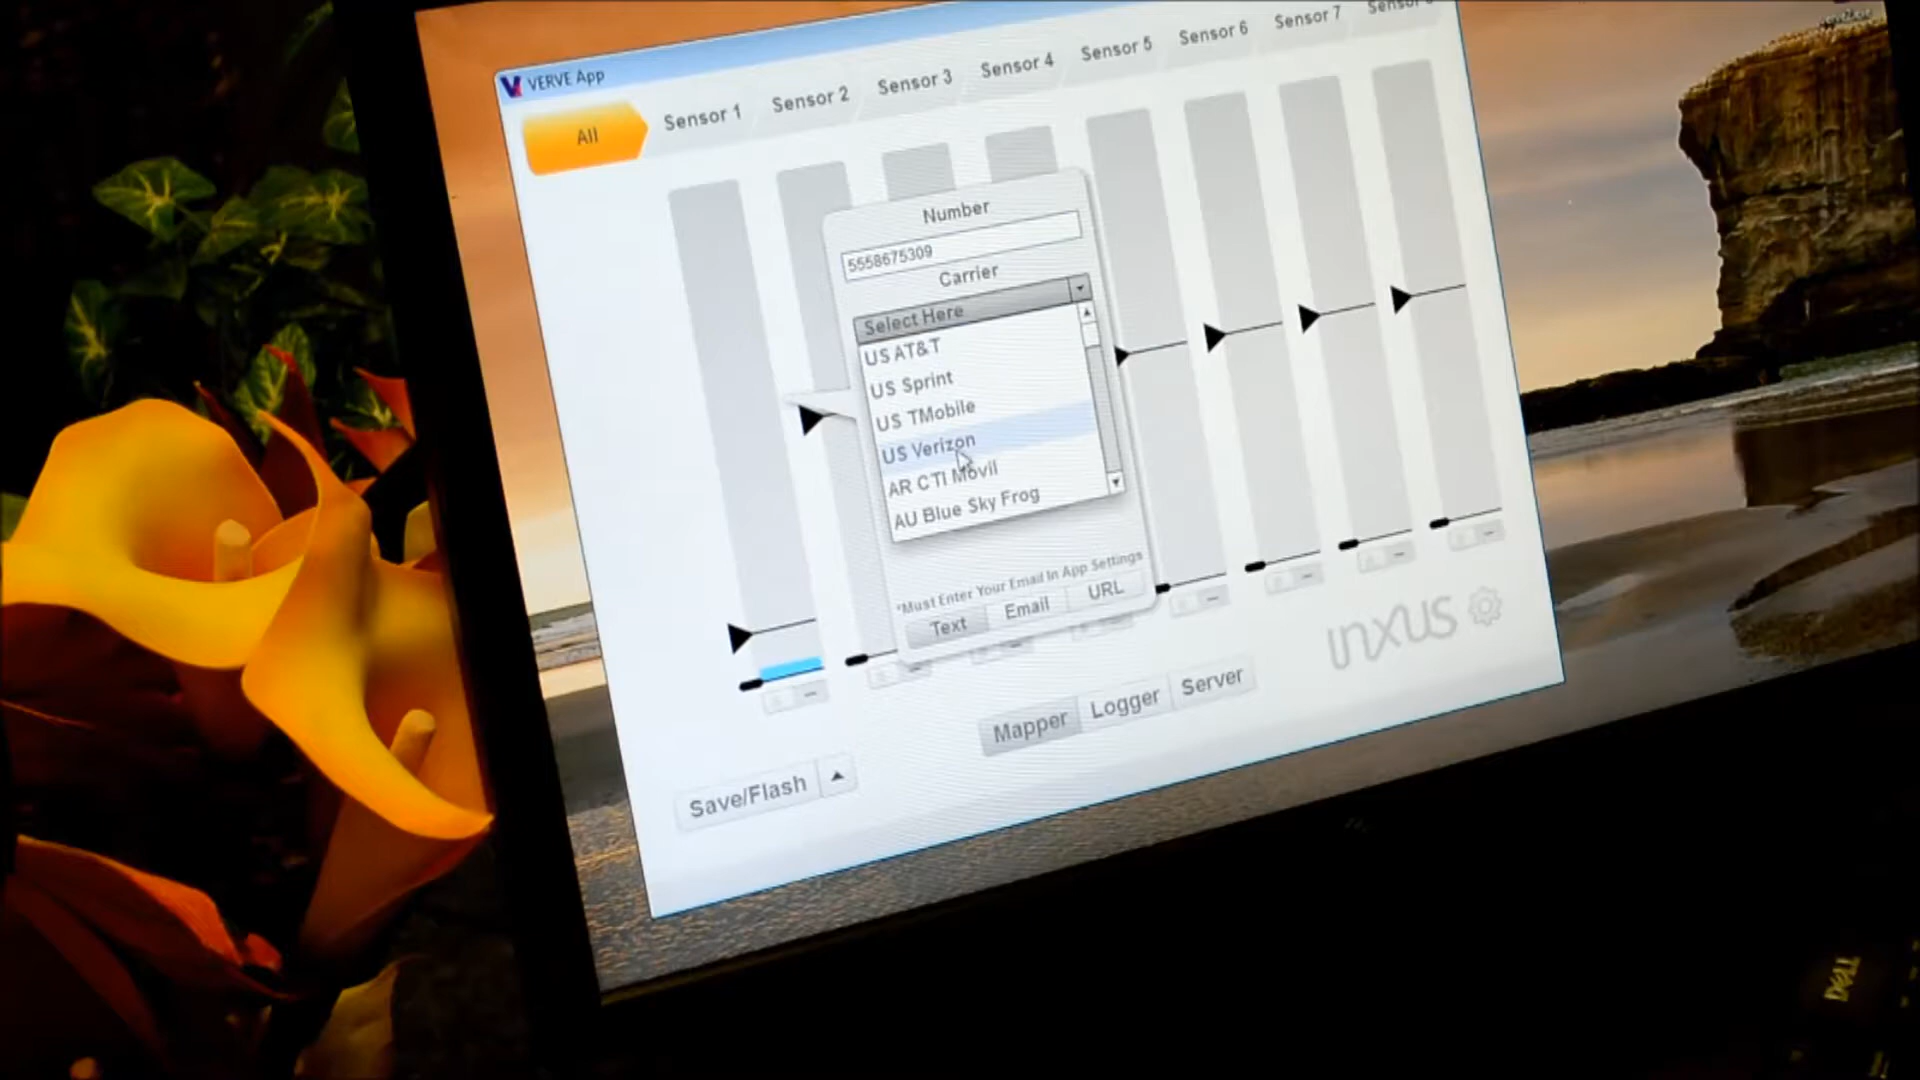 VERVE App
All
Sensor 1
Sensor 2
Sensor 3
Sensor 4
Sensor 5
Sensor 6
Sensor 7
Sensor
Number
5558675309
Carrier
Select Here
US AT&T
US Sprint
US TMobile
US Verizon
AR CTI Movil
AU Blue Sky Frog
*Must Enter Your Email In App Settings
Text
Email
URL
inxus
Mapper
Logger
Server
Save/Flash
DELL